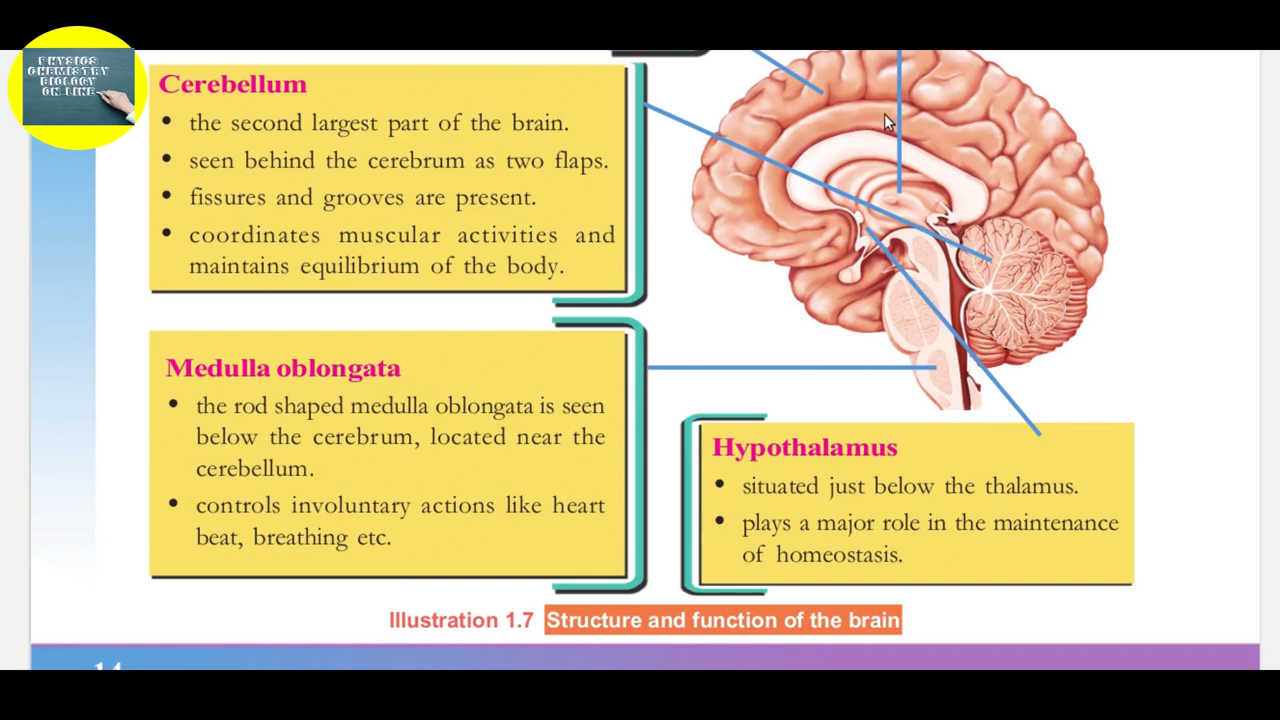 PHYSICS
CHEMISTRY
BIOLOGY
ON LINE
Cerebellum
• the second largest part of the brain.
• seen behind the cerebrum as two flaps.
• fissures and grooves are present.
• coordinates muscular activities and
maintains equilibrium of the body.
Medulla oblongata
• the rod shaped medulla oblongata is seen
below the cerebrum, located near the
cerebellum.
• controls involuntary actions like heart
beat, breathing etc.
Hypothalamus
• situated just below the thalamus.
• plays a major role in the maintenance
of homeostasis.
Illustration 1.7 Structure and function of the brain